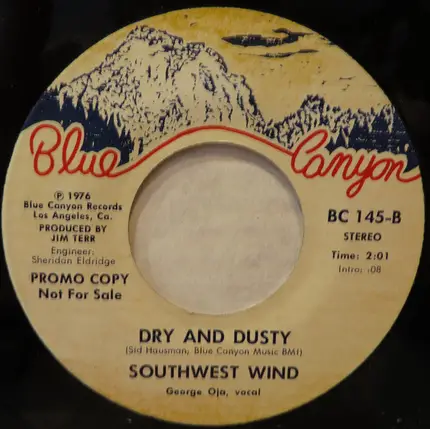 Blue Canyon
℗ 1976
Blue Canyon Records
Los Angeles, Ca.
PRODUCED BY
JIM TERR
Engineer:
Sheridan Eldridge
PROMO COPY
Not For Sale
BC 145-B
STEREO
Time: 2:01
Intro: :08
DRY AND DUSTY
(Sid Hausman, Blue Canyon Music BMI)
SOUTHWEST WIND
George Oja, vocal